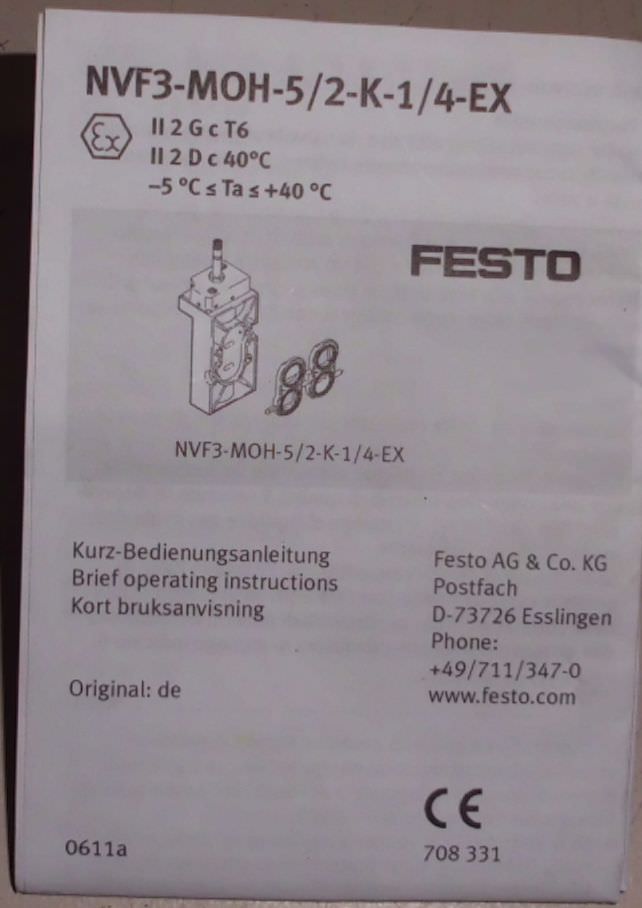 NVF3-MOH-5/2-K-1/4-EX
Ex
II 2 G c T6
II 2 D c 40°C
–5 °C ≤ Ta ≤ +40 °C
FESTO
NVF3-MOH-5/2-K-1/4-EX
Kurz-Bedienungsanleitung
Brief operating instructions
Kort bruksanvisning
Original: de
Festo AG & Co. KG
Postfach
D-73726 Esslingen
Phone:
+49/711/347-0
www.festo.com
CE
0611a
708 331